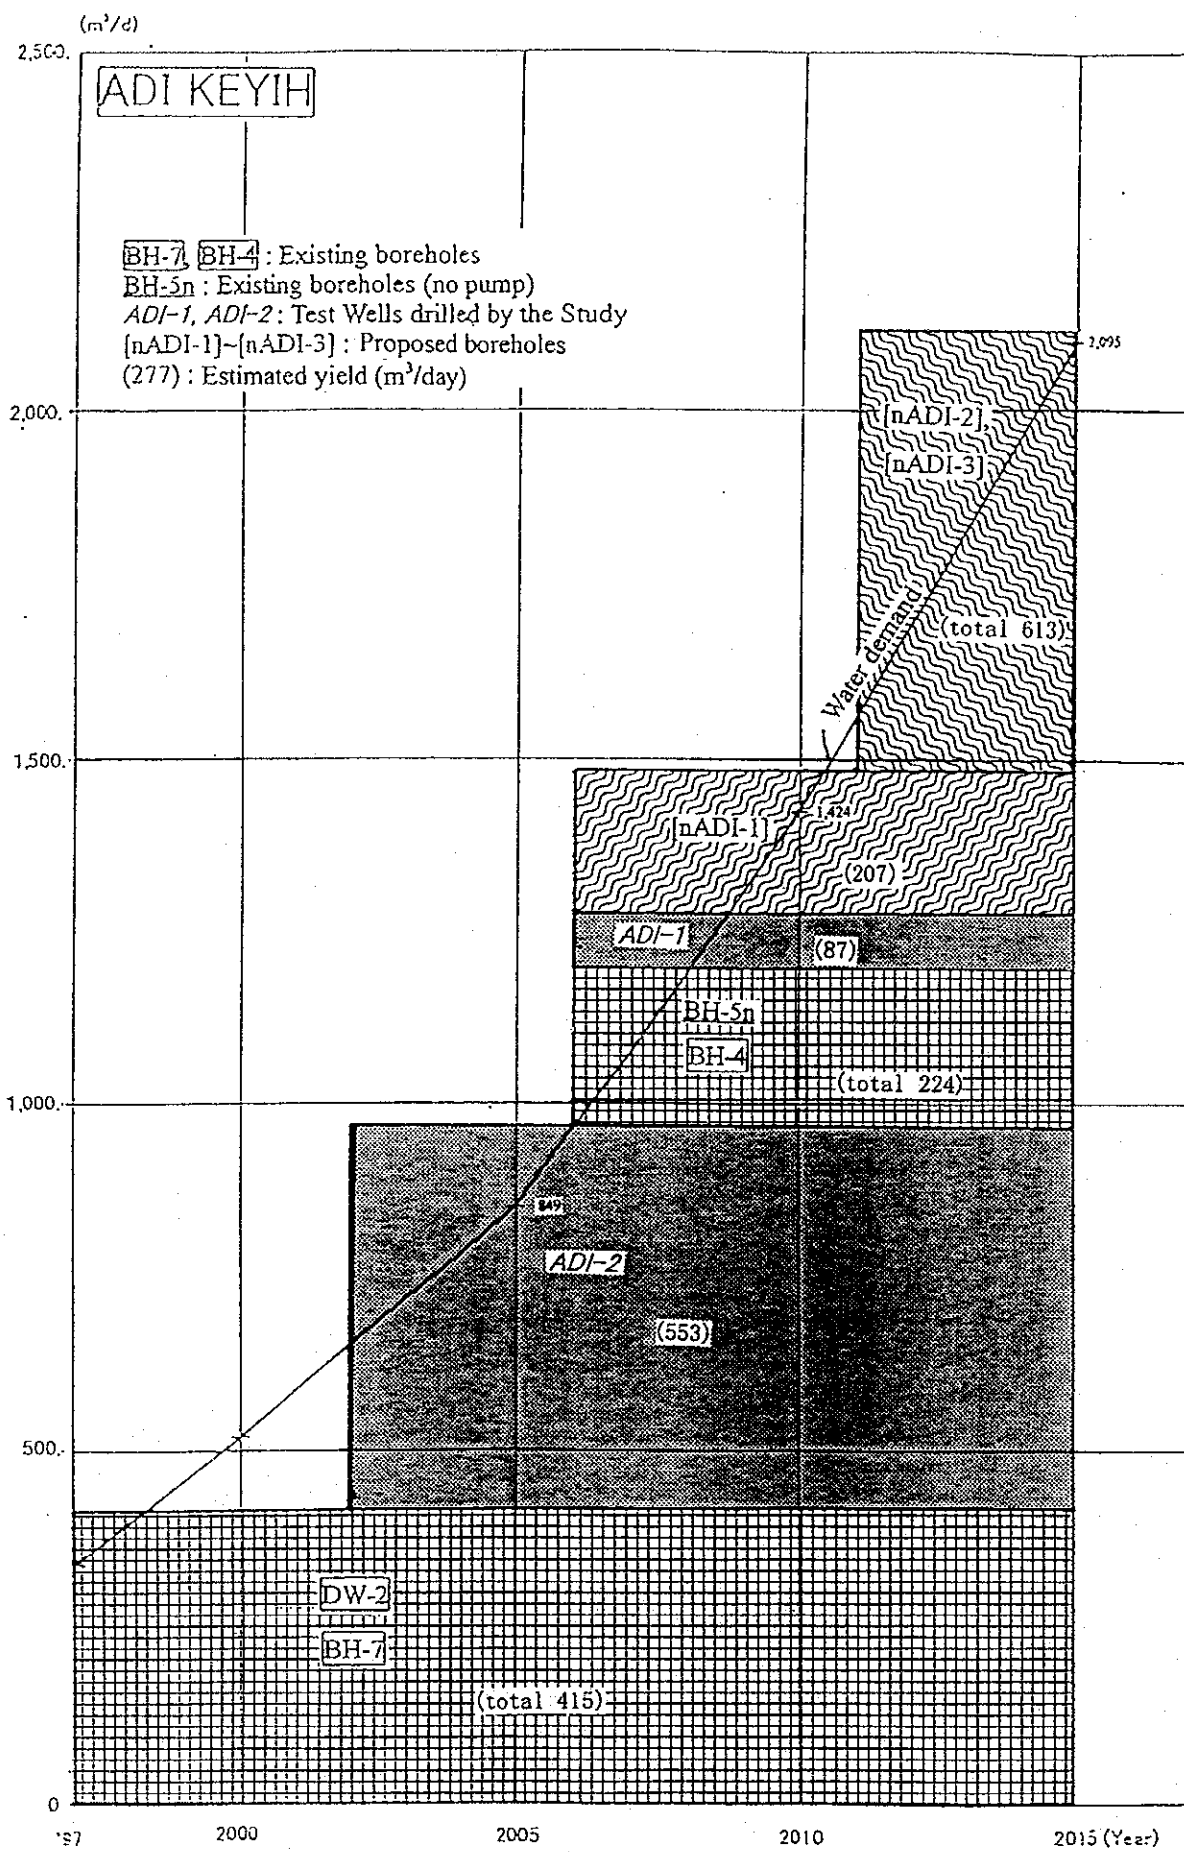 (m³/d)
2,500.
ADI KEYIH
BH-7, BH-4 : Existing boreholes
BH-5n : Existing boreholes (no pump)
ADI-1, ADI-2 : Test Wells drilled by the Study
[nADI-1]~[nADI-3] : Proposed boreholes
(277) : Estimated yield (m³/day)
2,095
2,000.
[nADI-2],
[nADI-3]
(total 613)
Water demand
1,500.
[nADI-1]
1,424
(207)
ADI-1
(87)
BH-5n
BH-4
(total 224)
1,000.
849
ADI-2
(553)
500.
DW-2
BH-7
(total 415)
0
'97 2000 2005 2010 2015 (Year)